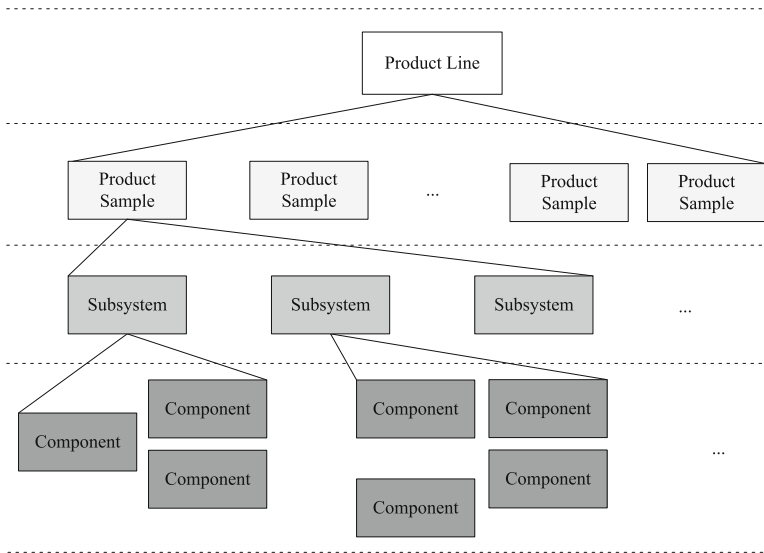 Product Line
Product
Sample
Product
Sample
...
Product
Sample
Product
Sample
Subsystem
Subsystem
Subsystem
...
Component
Component
Component
Component
Component
Component
Component
...